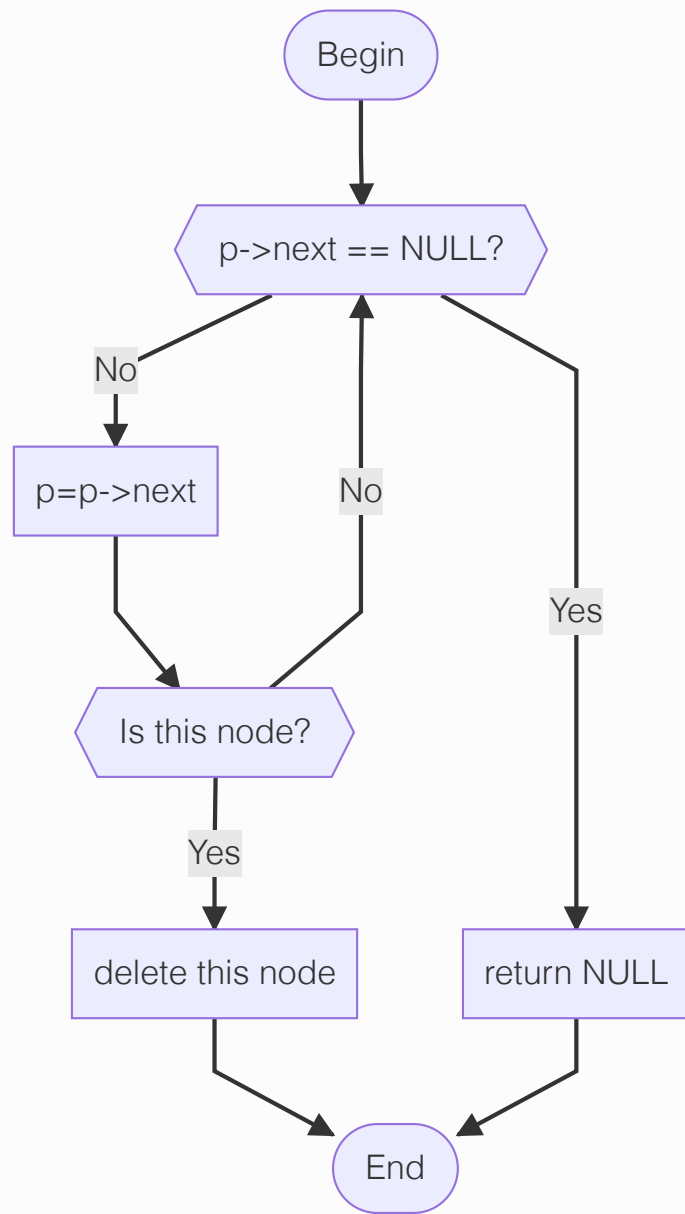 Begin
p->next == NULL?
No
p=p->next
No
Yes
Is this node?
Yes
delete this node
return NULL
End